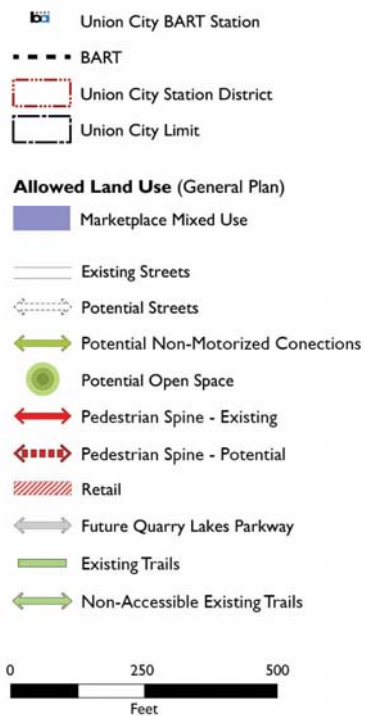 ba Union City BART Station
BART
Union City Station District
Union City Limit
Allowed Land Use (General Plan)
Marketplace Mixed Use
Existing Streets
Potential Streets
Potential Non-Motorized Conections
Potential Open Space
Pedestrian Spine - Existing
Pedestrian Spine - Potential
Retail
Future Quarry Lakes Parkway
Existing Trails
Non-Accessible Existing Trails
0 250 500
Feet